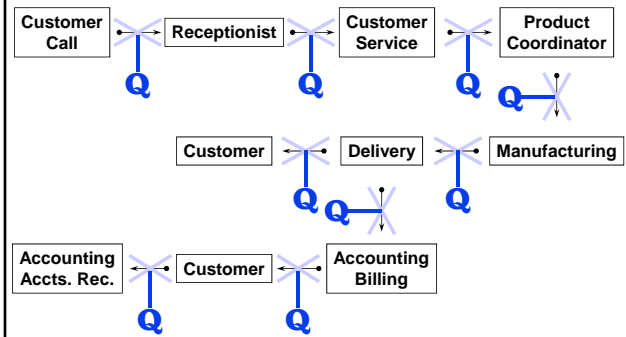 Customer
Call
Receptionist
Customer
Service
Product
Coordinator
Q
Q
Q
Q
Customer
Delivery
Manufacturing
Q
Q
Q
Accounting
Accts. Rec.
Customer
Accounting
Billing
Q
Q